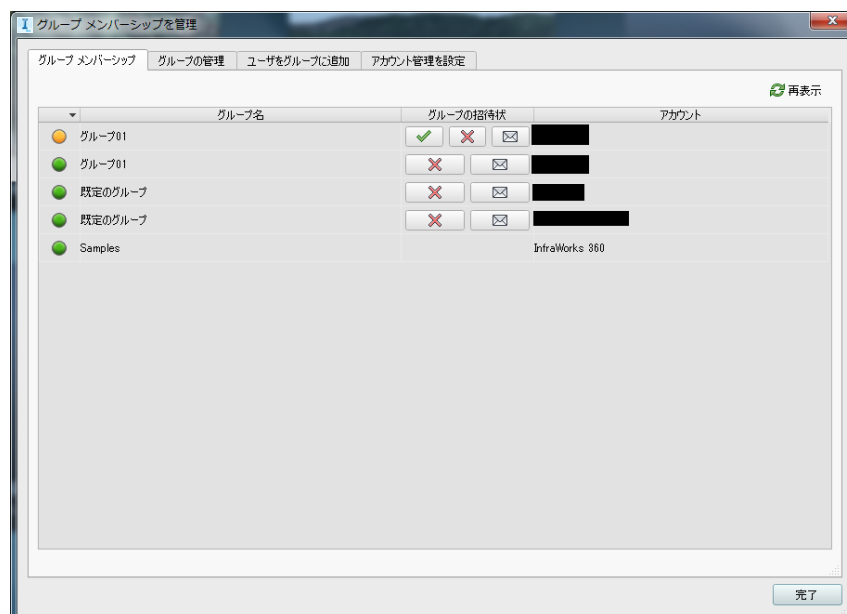 グループ メンバーシップを管理
グループ メンバーシップ グループの管理 ユーザをグループに追加 アカウント管理を設定
再表示
グループ名 グループの招待状 アカウント
グループ01
グループ01
既定のグループ
既定のグループ
Samples InfraWorks 360
完了